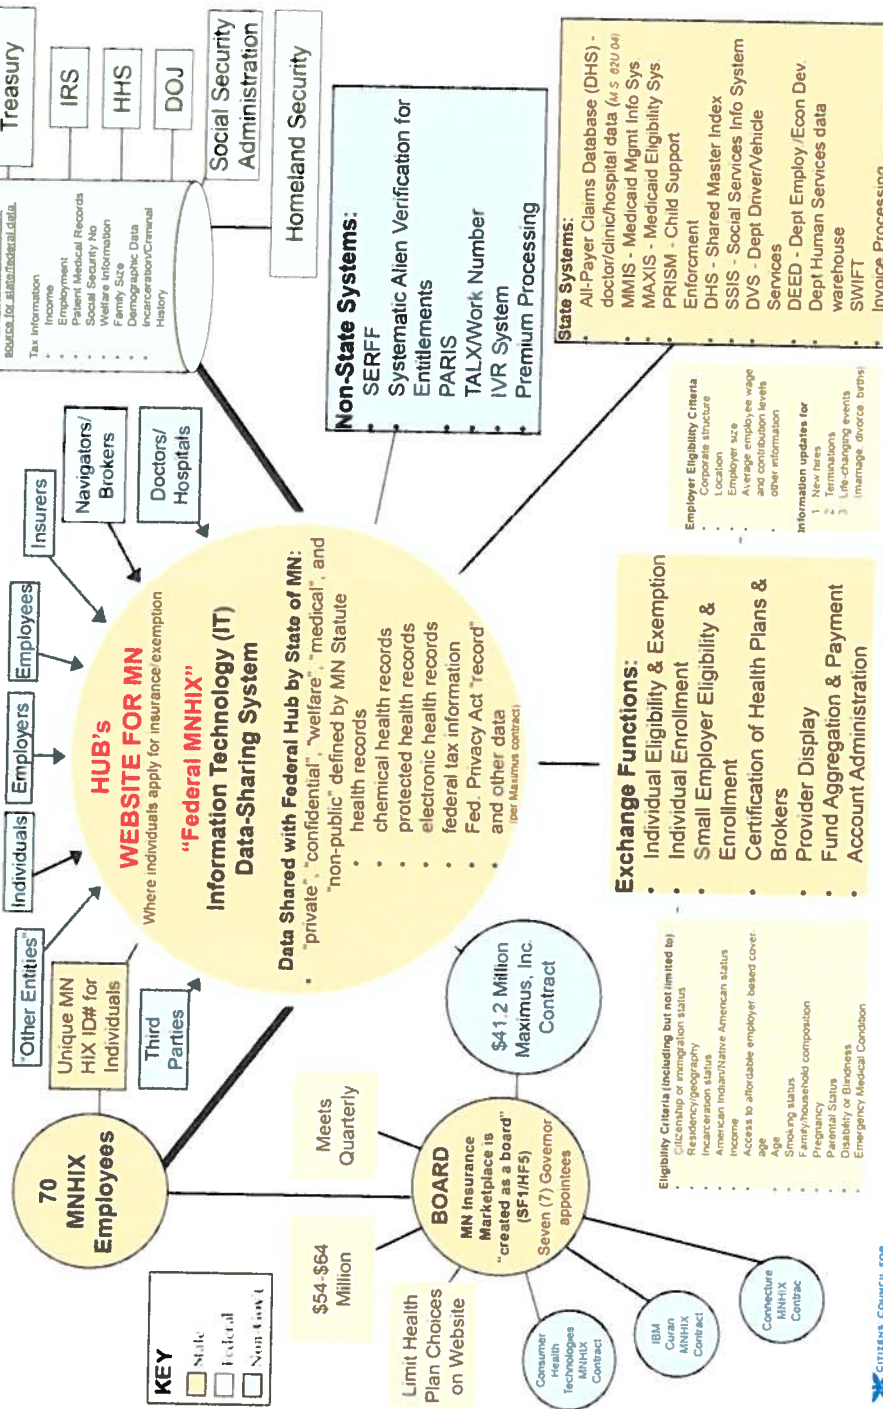 Treasury
IRS
HHS
DOJ
Social Security
Administration
Homeland Security
source for state/federal data.
Tax Information
• Income
• Employment
• Patient Medical Records
• Social Security No
• Welfare Information
• Family Size
• Demographic Data
• Incarceration/Criminal
History
"Other Entities"
Individuals
Employers
Employees
Insurers
Navigators/
Brokers
Doctors/
Hospitals
Unique MN
HIX ID# for
Individuals
Third
Parties
70
MNHIX
Employees
HUB's
WEBSITE FOR MN
Where individuals apply for insurance/exemption
"Federal MNHIX"
Information Technology (IT)
Data-Sharing System
Data Shared with Federal Hub by State of MN:
• "private", "confidential", "welfare", "medical", and
"non-public" defined by MN Statute
• health records
• chemical health records
• protected health records
• electronic health records
• federal tax information
• Fed. Privacy Act "record"
• and other data
(per Maximus contract)
Non-State Systems:
• SERFF
• Systematic Alien Verification for
Entitlements
• PARIS
• TALX/Work Number
• IVR System
• Premium Processing
State Systems:
• All-Payer Claims Database (DHS) -
doctor/clinic/hospital data (M S 62U 04)
• MMIS - Medicaid Mgmt Info Sys
• MAXIS - Medicaid Eligibility Sys.
• PRISM - Child Support
Enforcment
• DHS - Shared Master Index
• SSIS - Social Services Info System
• DVS - Dept Driver/Vehicle
Services
• DEED - Dept Employ./Econ Dev.
• Dept Human Services data
warehouse
• SWIFT
• Invoice Processing
KEY
State
Federal
Non-Gov't
$54-$64
Million
Meets
Quarterly
Limit Health
Plan Choices
on Website
BOARD
MN Insurance
Marketplace is
"created as a board"
(SF1/HF5)
Seven (7) Governor
appointees
$41.2 Million
Maximus, Inc.
Contract
Consumer
Health
Technologies
MNHIX
Contract
IBM
Curan
MNHIX
Contract
Connecture
MNHIX
Contrac
Eligibility Criteria (including but not limited to)
• Citizenship or immigration status
• Residency/geography
• Incarceration status
• American Indian/Native American status
• Income
• Access to affordable employer based cover-
age
• Age
• Smoking status
• Family/household composition
• Pregnancy
• Parental Status
• Disability or Blindness
• Emergency Medical Condition
Exchange Functions:
• Individual Eligibility & Exemption
• Individual Enrollment
• Small Employer Eligibility &
Enrollment
• Certification of Health Plans &
Brokers
• Provider Display
• Fund Aggregation & Payment
• Account Administration
Employer Eligibility Criteria
• Corporate structure
• Location
• Employer size
• Average employee wage
and contribution levels
• other information
Information updates for
1 New hires
2 Terminations
3 Life-changing events
(marriage, divorce, births)
CITIZENS' COUNCIL FOR